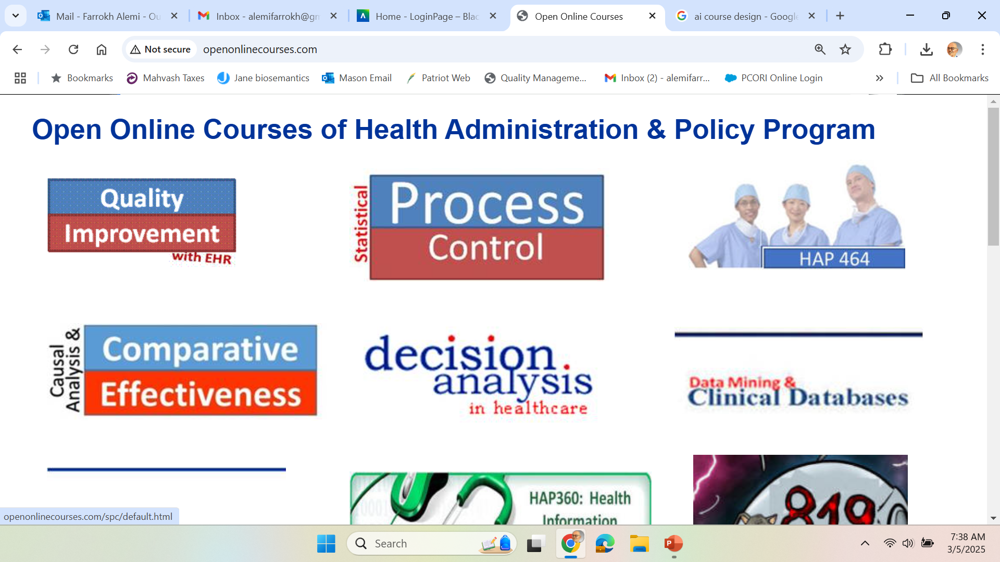 Mail - Farrokh Alemi - Ou
Inbox - alemifarrokh@gm
Home - LoginPage – Blac
Open Online Courses
ai course design - Google
Not secure
openonlinecourses.com
Bookmarks
Mahvash Taxes
Jane biosemantics
Mason Email
Patriot Web
Quality Manageme...
Inbox (2) - alemifarr...
PCORI Online Login
All Bookmarks
Open Online Courses of Health Administration & Policy Program
Quality
Improvement
with EHR
Statistical
Process
Control
HAP 464
Causal
Analysis &
Comparative
Effectiveness
decision
analysis
in healthcare
Data Mining &
Clinical Databases
HAP360: Health
Information
819
openonlinecourses.com/spc/default.html
Search
7:38 AM
3/5/2025